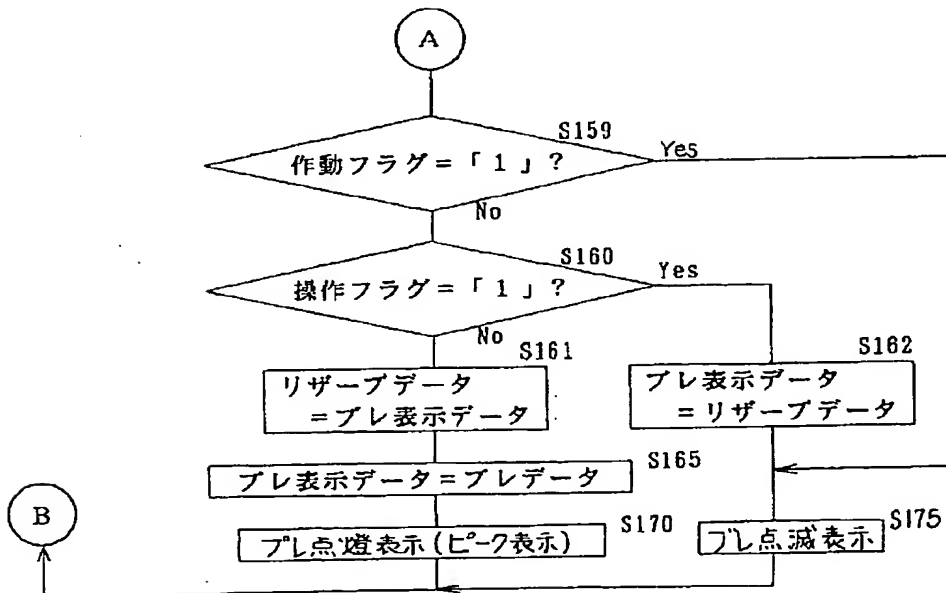 A
S159
作動フラグ=「1」?
Yes
No
S160
操作フラグ=「1」?
Yes
No
S161
リザーブデータ
=ブレ表示データ
S162
ブレ表示データ
=リザーブデータ
S165
ブレ表示データ=ブレデータ
B
S170
ブレ点燈表示(ピーク表示)
S175
ブレ点滅表示